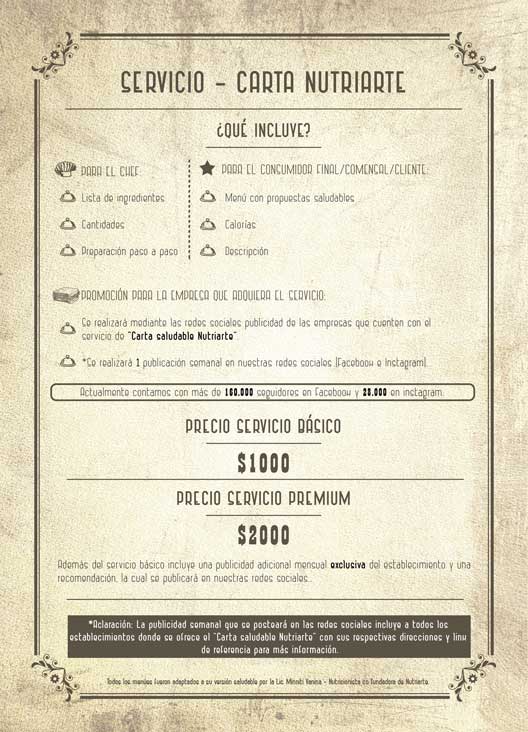 SERVICIO - CARTA NUTRIARTE
¿QUÉ INCLUYE?
PARA EL CHEF
Lista de ingredientes
Cantidades
Preparación paso a paso
PARA EL CONSUMIDOR FINAL/COMENSAL/CLIENTE:
Menú con propuestas saludables
Calorías
Descripción
PROMOCIÓN PARA LA EMPRESA QUE ADQUIERA EL SERVICIO:
Se realizará mediante las redes sociales publicidad de las empresas que cuenten con el
servicio de "Carta saludable Nutriarte"
*Se realizará 1 publicación semanal en nuestras redes sociales (Facebook e Instagram).
Actualmente contamos con más de 160.000 seguidores en Facebook y 28.000 en instagram.
PRECIO SERVICIO BÁSICO
$1000
PRECIO SERVICIO PREMIUM
$2000
Además del servicio básico incluye una publicidad adicional mensual exclusiva del establecimiento y una
recomendación, la cual se publicará en nuestras redes sociales..
*Aclaración: La publicidad semanal que se posteará en las redes sociales incluye a todos los
establecimientos donde se ofrece el "Carta saludable Nutriarte" con sus respectivas direcciones y link
de referencia para más información.
Todos los menúes fueron adaptados a su versión saludable por la Lic. Minniti Yanina - Nutricionista co fundadora de Nutriarte.